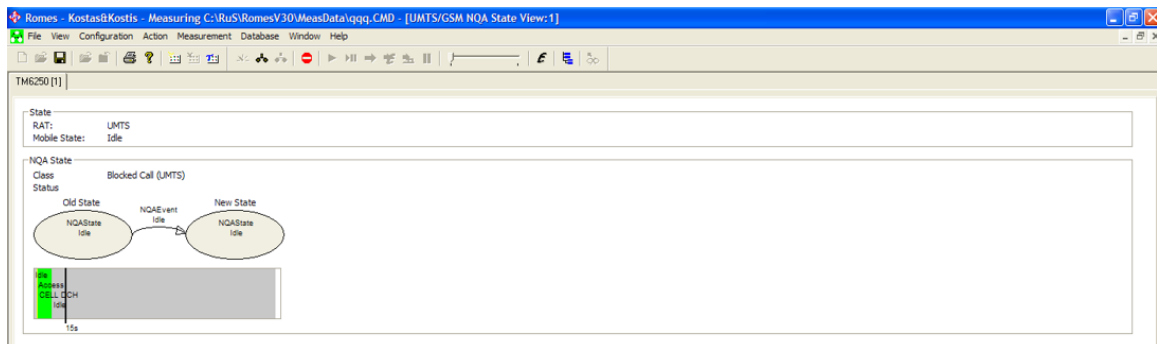 Romes - Kostas&Kostis - Measuring C:\RuS\RomesV30\MeasData\qqq.CMD - [UMTS/GSM NQA State View:1]
File View Configuration Action Measurement Database Window Help
TM6250 [1]
State
RAT: UMTS
Mobile State: Idle
NQA State
Class Blocked Call (UMTS)
Status
Old State New State
NQAEvent
Idle
NQAState
Idle
NQAState
Idle
Idle
Access
CELL DCH
Idle
15s